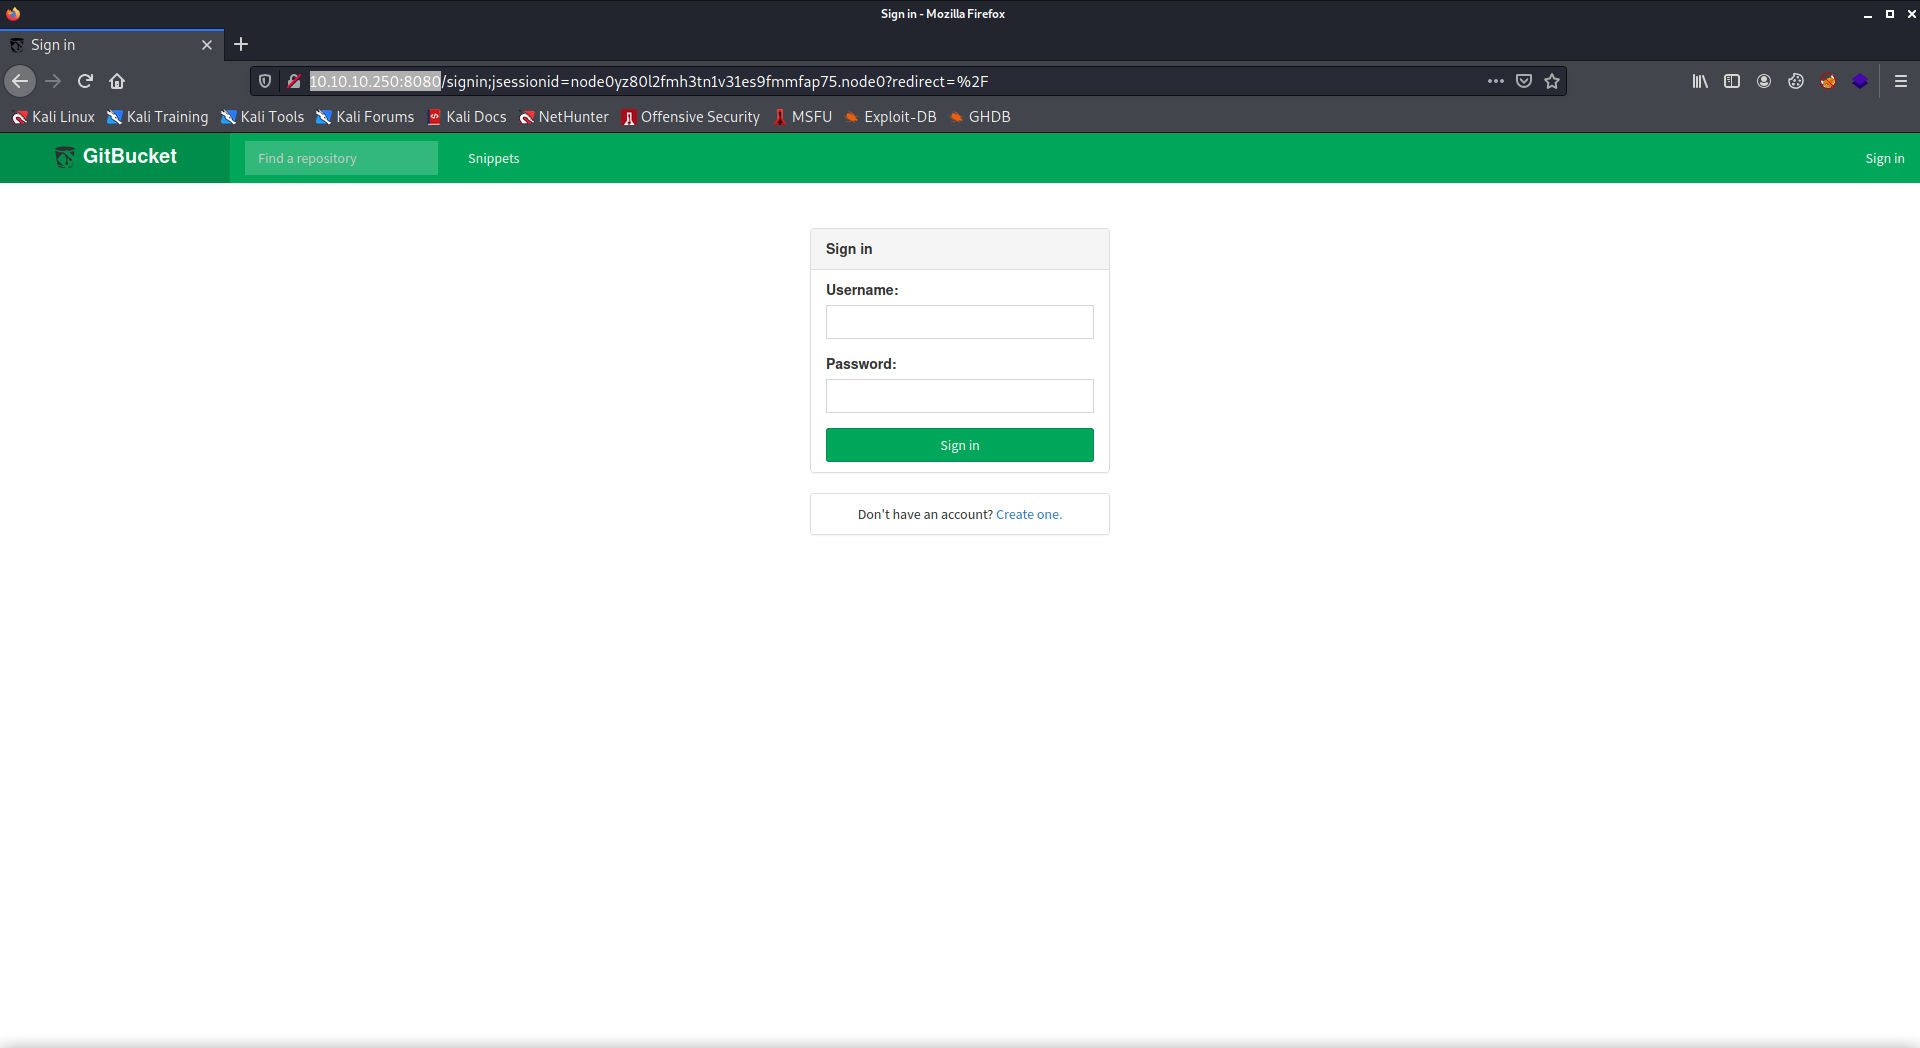 Sign in - Mozilla Firefox
Sign in
10.10.10.250:8080/signin;jsessionid=node0yz80l2fmh3tn1v31es9fmmfap75.node0?redirect=%2F
Kali Linux Kali Training Kali Tools Kali Forums Kali Docs NetHunter Offensive Security MSFU Exploit-DB GHDB
GitBucket Find a repository Snippets Sign in
Sign in
Username:
Password:
Sign in
Don't have an account? Create one.